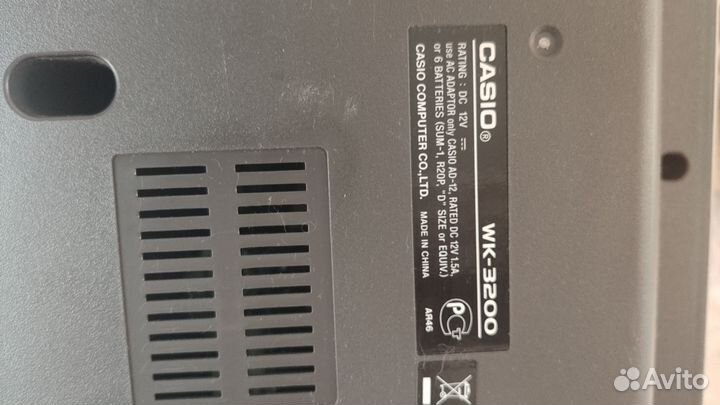 CASIO® WK-3200
RATING : DC 12V
use AC ADAPTOR only CASIO AD-12, RATED DC 12V 1.5A,
or 6 BATTERIES (SUM-1, R20P, "D" SIZE or EQUIV.)
CASIO COMPUTER CO.,LTD. MADE IN CHINA AR46
PCT
Avito